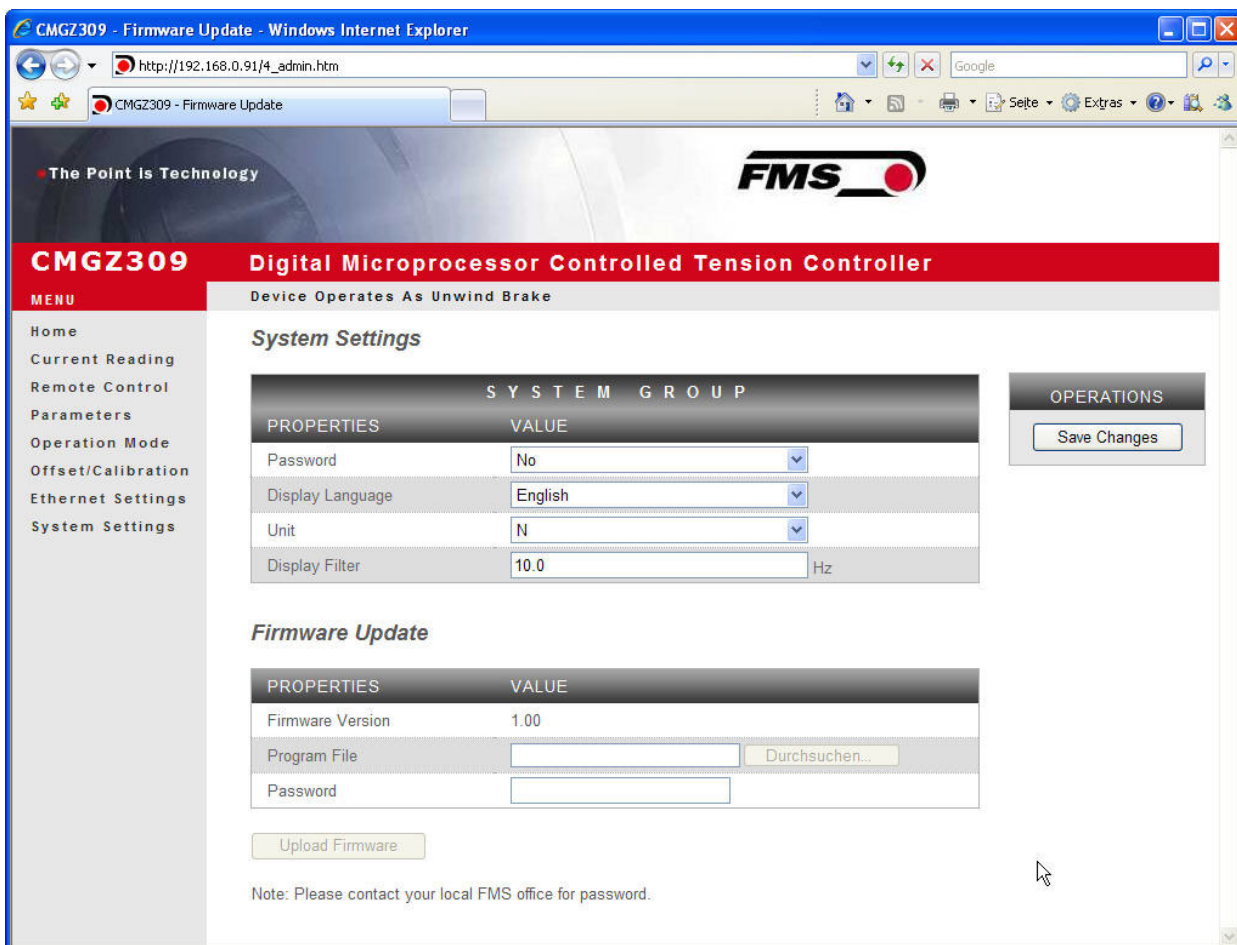 CMGZ309 - Firmware Update - Windows Internet Explorer
http://192.168.0.91/4_admin.htm
Google
CMGZ309 - Firmware Update
Seite
Extras
The Point is Technology
FMS
CMGZ309
Digital Microprocessor Controlled Tension Controller
MENU
Device Operates As Unwind Brake
Home
Current Reading
Remote Control
Parameters
Operation Mode
Offset/Calibration
Ethernet Settings
System Settings
System Settings
SYSTEM GROUP
PROPERTIES VALUE
Password No
Display Language English
Unit N
Display Filter 10.0 Hz
OPERATIONS
Save Changes
Firmware Update
PROPERTIES VALUE
Firmware Version 1.00
Program File Durchsuchen...
Password
Upload Firmware
Note: Please contact your local FMS office for password.